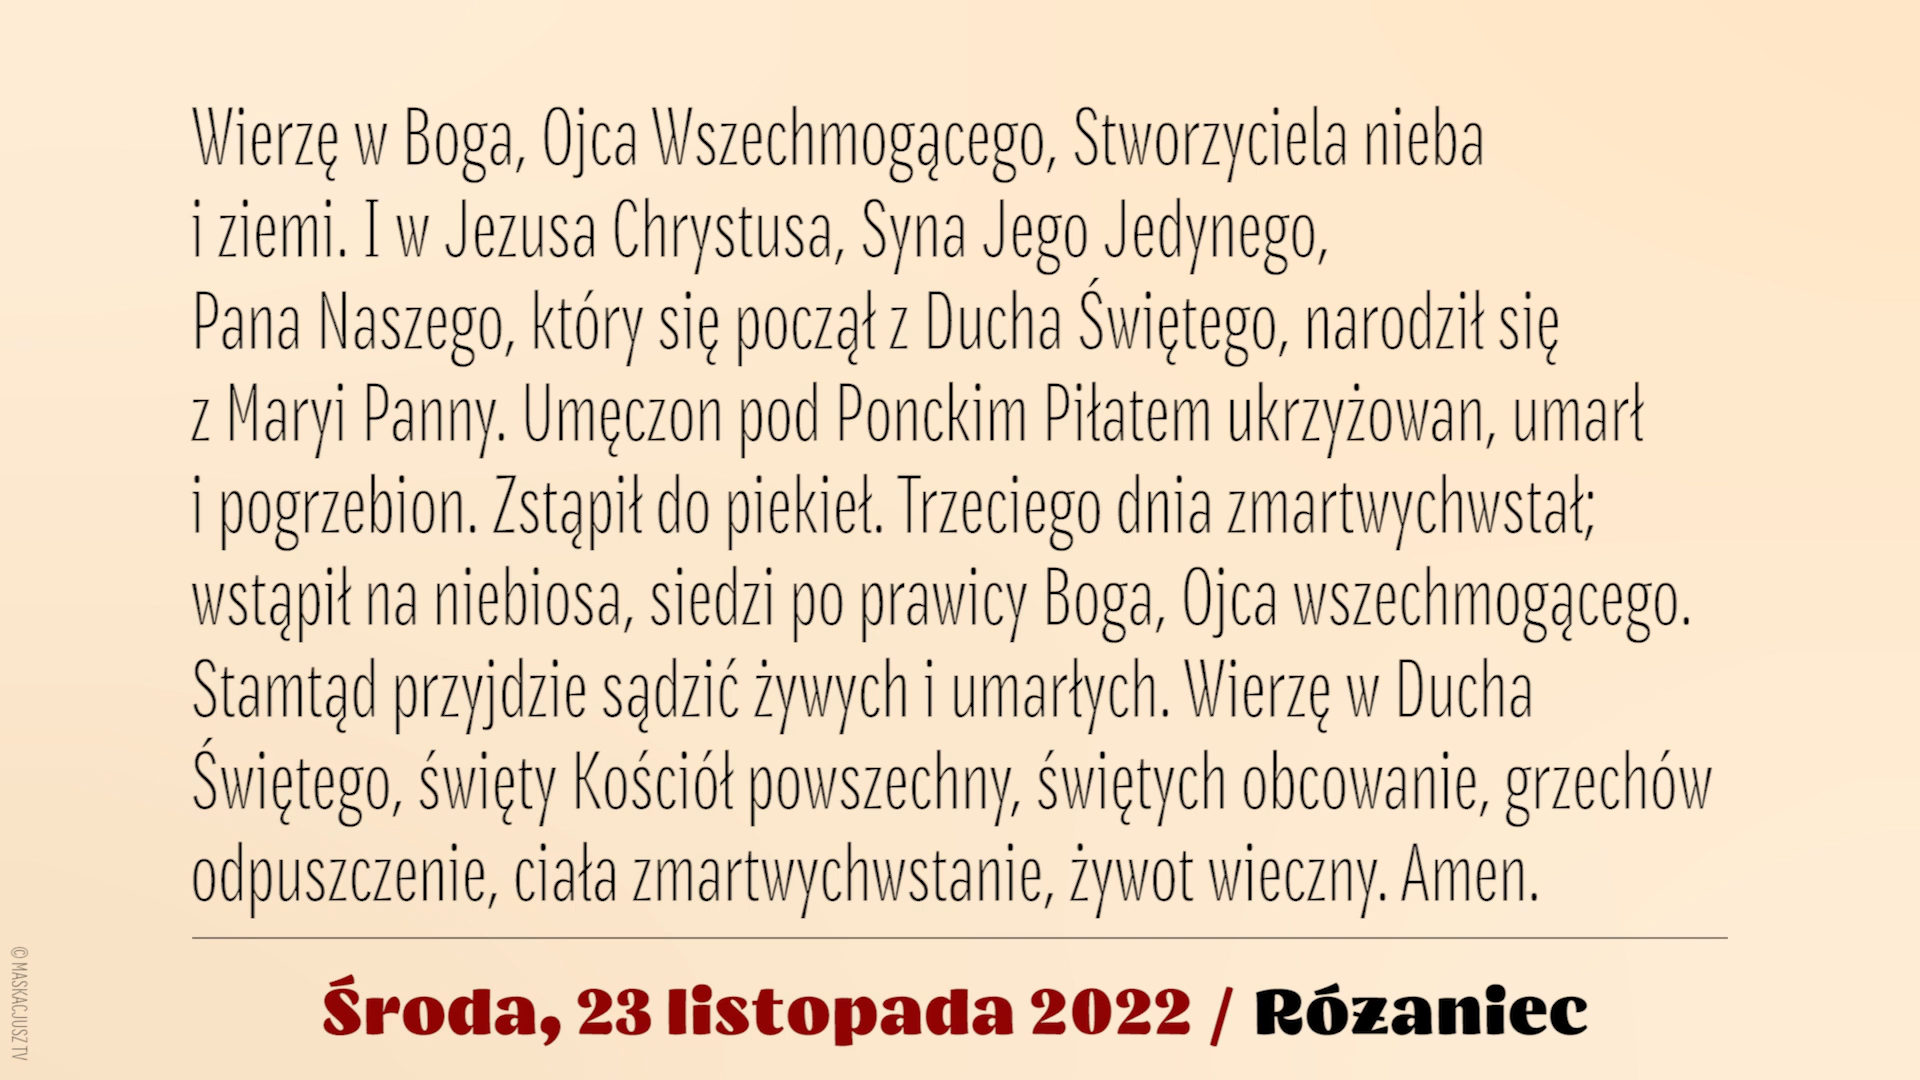 Wierzę w Boga, Ojca Wszechmogącego, Stworzyciela nieba
i ziemi. I w Jezusa Chrystusa, Syna Jego Jedynego,
Pana Naszego, który się począł z Ducha Świętego, narodził się
z Maryi Panny. Umęczon pod Ponckim Piłatem ukrzyżowan, umarł
i pogrzebion. Zstąpił do piekieł. Trzeciego dnia zmartwychwstał;
wstąpił na niebiosa, siedzi po prawicy Boga, Ojca wszechmogącego.
Stamtąd przyjdzie sądzić żywych i umarłych. Wierzę w Ducha
Świętego, święty Kościół powszechny, świętych obcowanie, grzechów
odpuszczenie, ciała zmartwychwstanie, żywot wieczny. Amen.
Środa, 23 listopada 2022 / Różaniec
© MASKACJUSZ TV